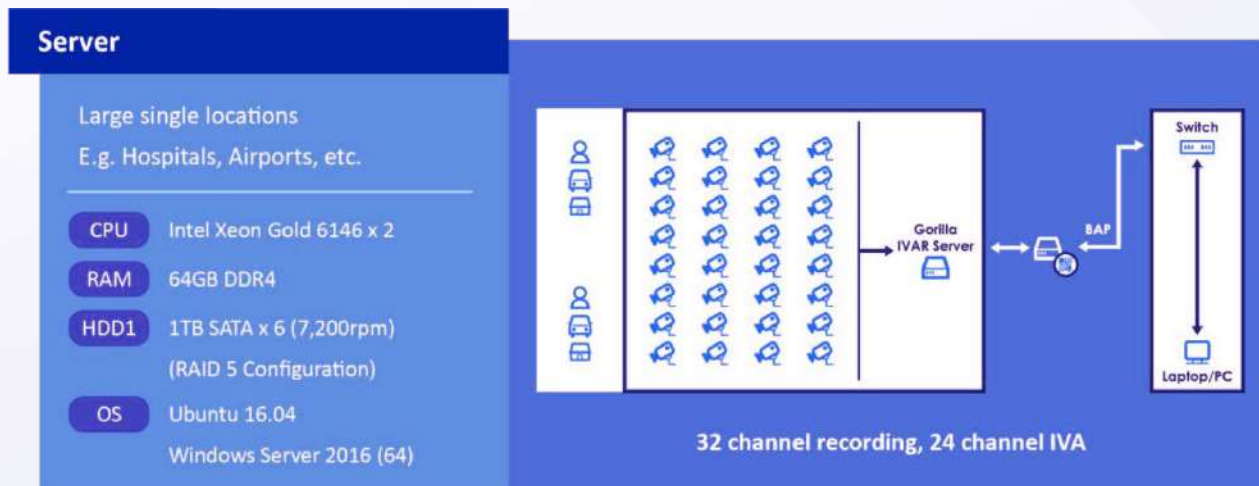 Server
Large single locations
E.g. Hospitals, Airports, etc.
CPU Intel Xeon Gold 6146 x 2
RAM 64GB DDR4
HDD1 1TB SATA x 6 (7,200rpm)
(RAID 5 Configuration)
OS Ubuntu 16.04
Windows Server 2016 (64)
Gorilla
IVAR Server
BAP
Switch
Laptop/PC
32 channel recording, 24 channel IVA